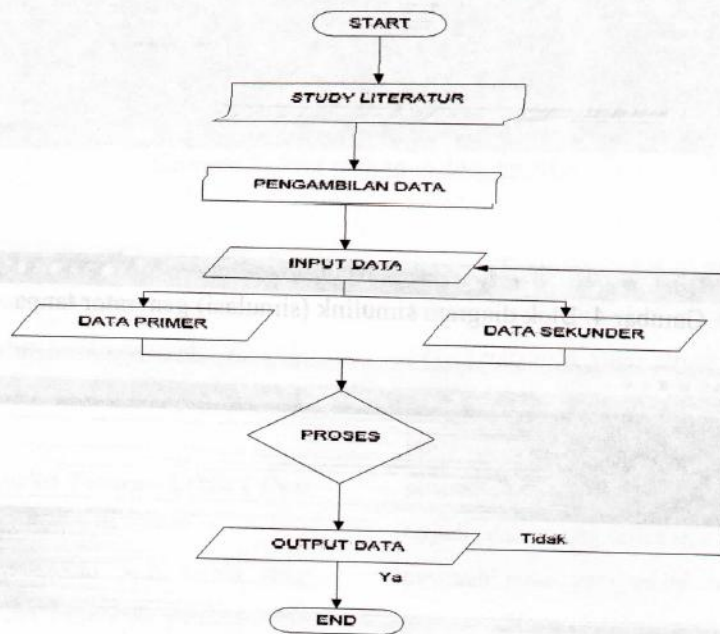 START
STUDY LITERATUR
PENGAMBILAN DATA
INPUT DATA
DATA PRIMER
DATA SEKUNDER
PROSES
OUTPUT DATA
Tidak
Ya
END